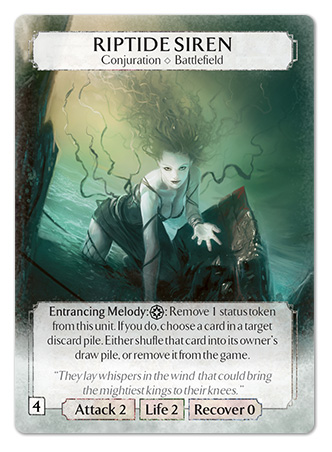 RIPTIDE SIREN
Conjuration ◇ Battlefield
Entrancing Melody: : Remove 1 status token
from this unit. If you do, choose a card in a target
discard pile. Either shufle that card into its owner's
draw pile, or remove it from the game.
"They lay whispers in the wind that could bring
the mightiest kings to their knees."
4 Attack 2 Life 2 Recover 0